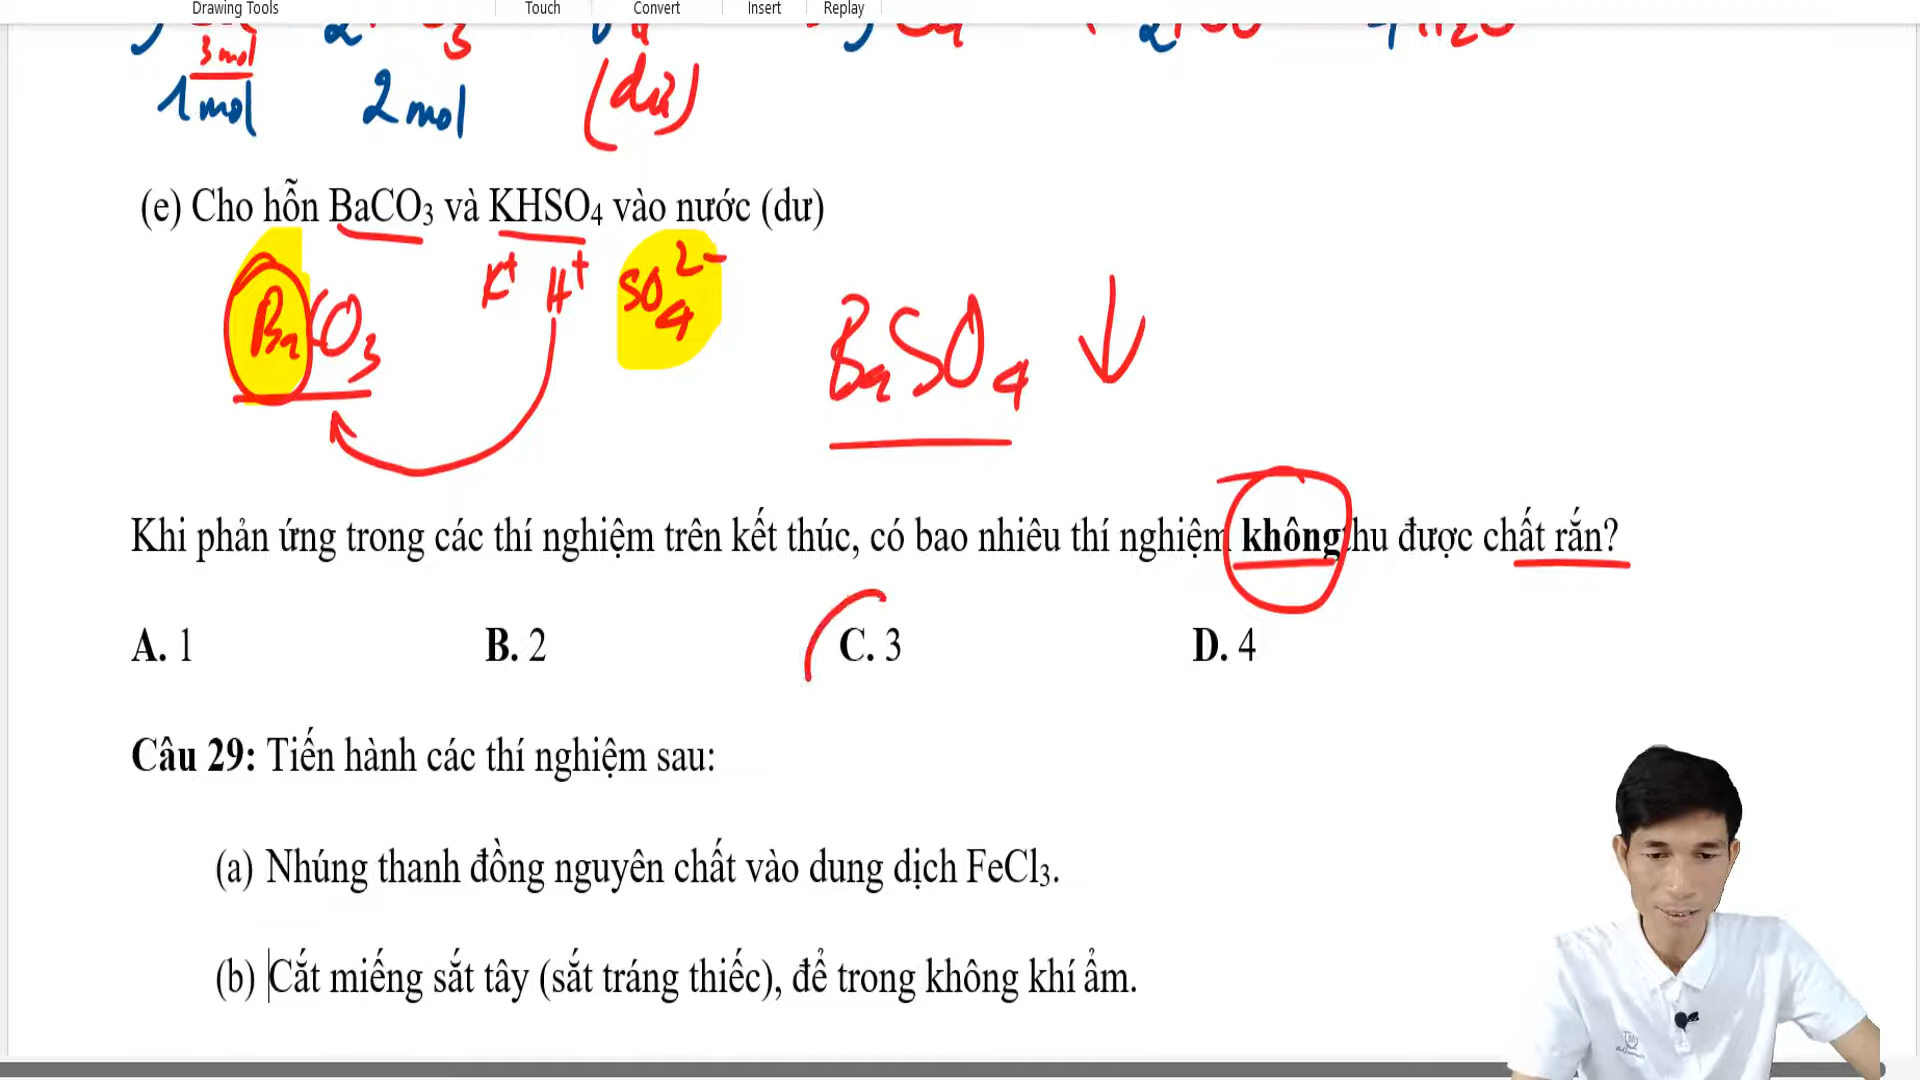 Drawing Tools Touch Convert Insert Replay
3 mol
1 mol 2 mol (dư)
(e) Cho hỗn BaCO₃ và KHSO₄ vào nước (dư)
BaCO₃ K⁺ H⁺ SO₄²⁻ BaSO₄ ↓
Khi phản ứng trong các thí nghiệm trên kết thúc, có bao nhiêu thí nghiệm không thu được chất rắn?
A. 1 B. 2 C. 3 D. 4
Câu 29: Tiến hành các thí nghiệm sau:
(a) Nhúng thanh đồng nguyên chất vào dung dịch FeCl₃.
(b) Cắt miếng sắt tây (sắt tráng thiếc), để trong không khí ẩm.